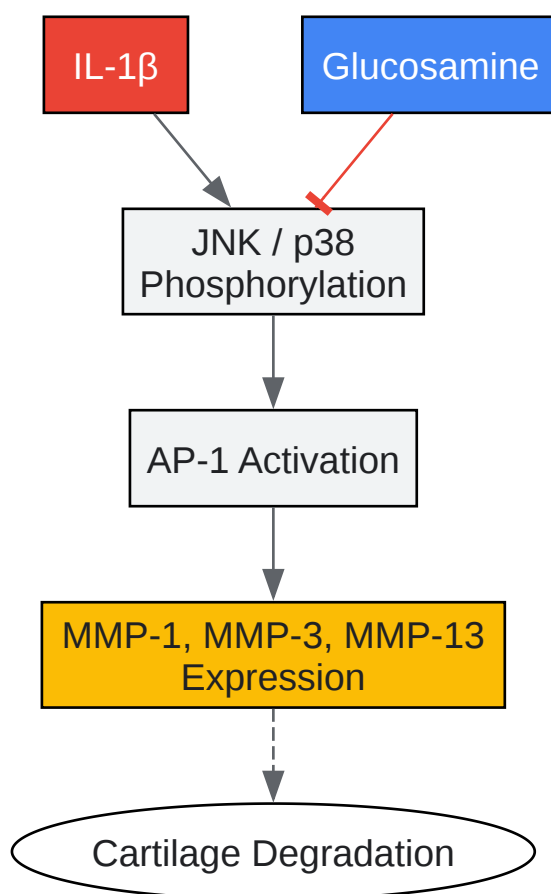 IL-1β
Glucosamine
JNK / p38
Phosphorylation
AP-1 Activation
MMP-1, MMP-3, MMP-13
Expression
Cartilage Degradation